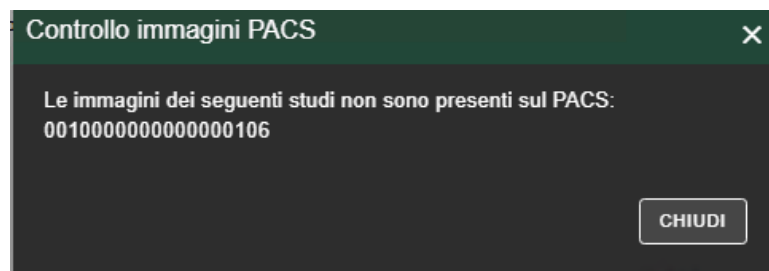 Controllo immagini PACS
Le immagini dei seguenti studi non sono presenti sul PACS:
0010000000000000106
CHIUDI